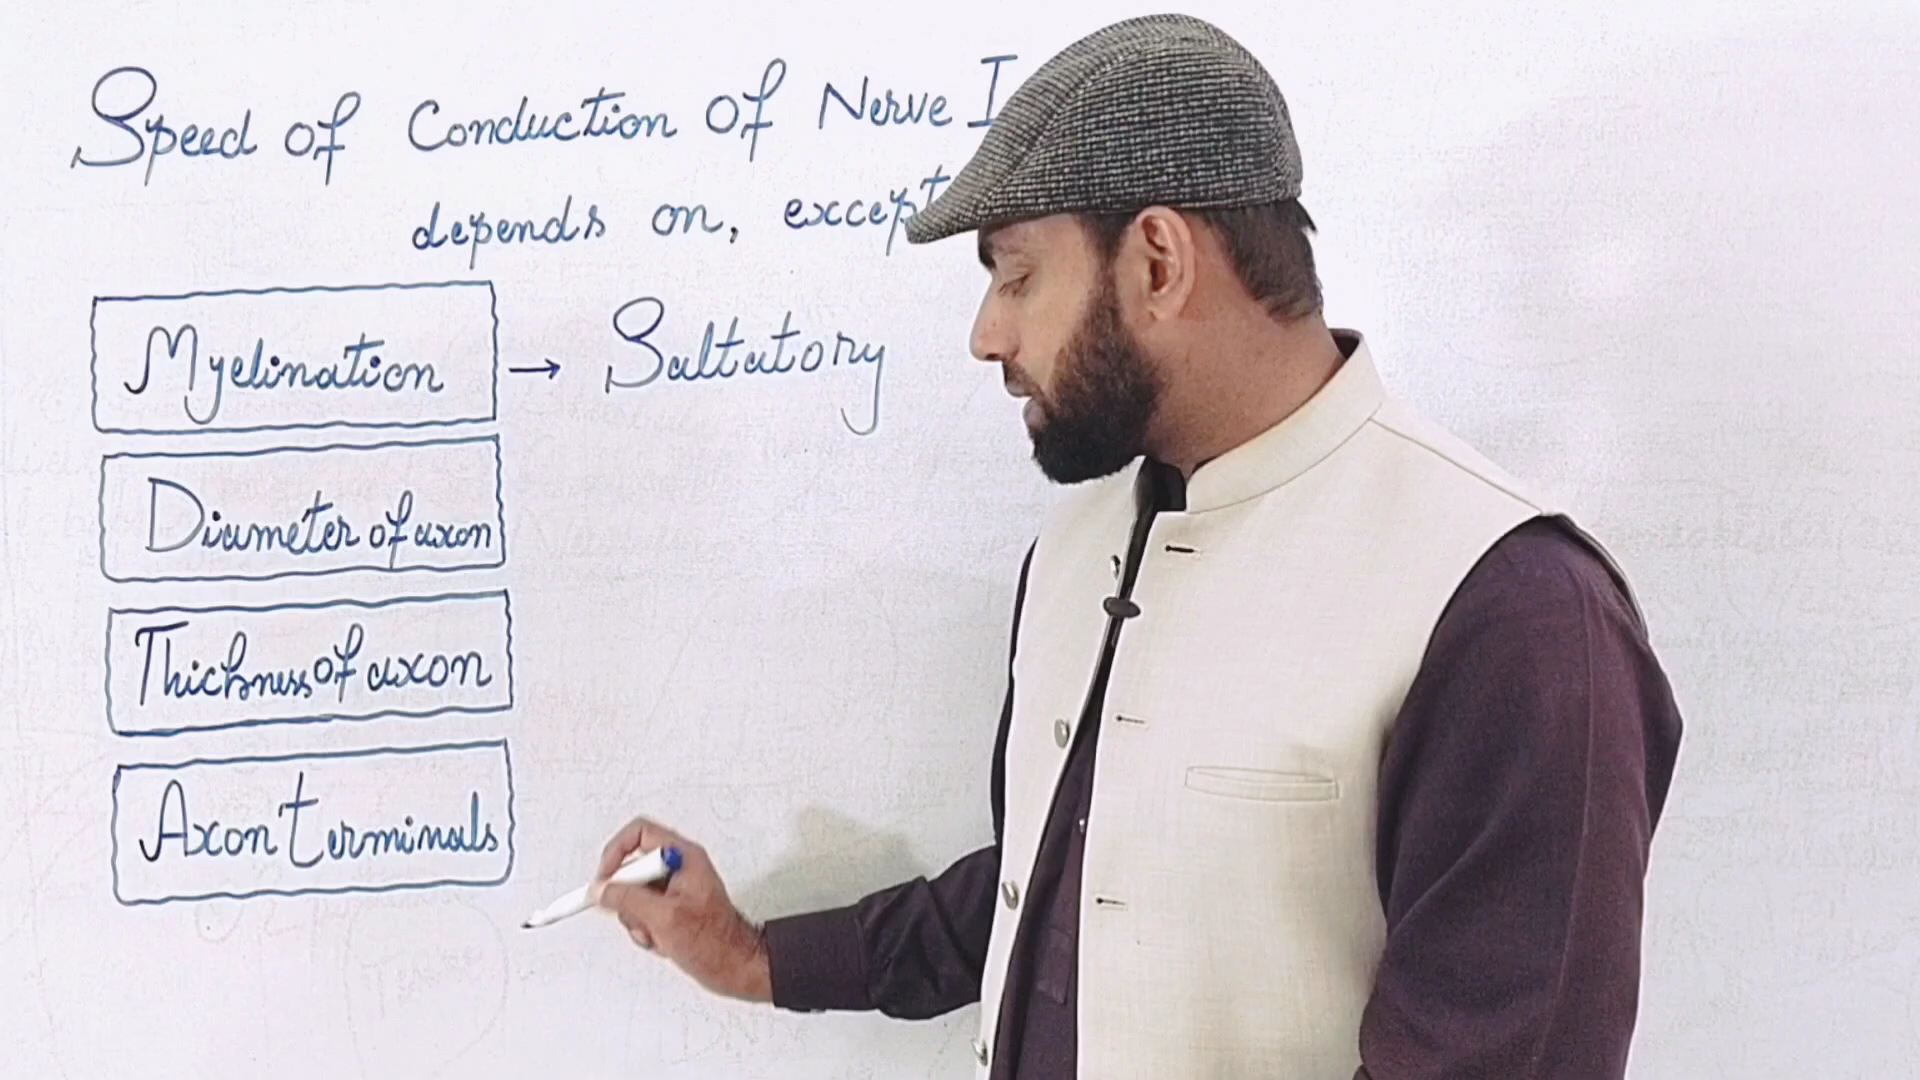 Speed of Conduction of Nerve I
depends on, except
Myelination → Saltatory
Diameter of axon
Thickness of axon
Axon terminals